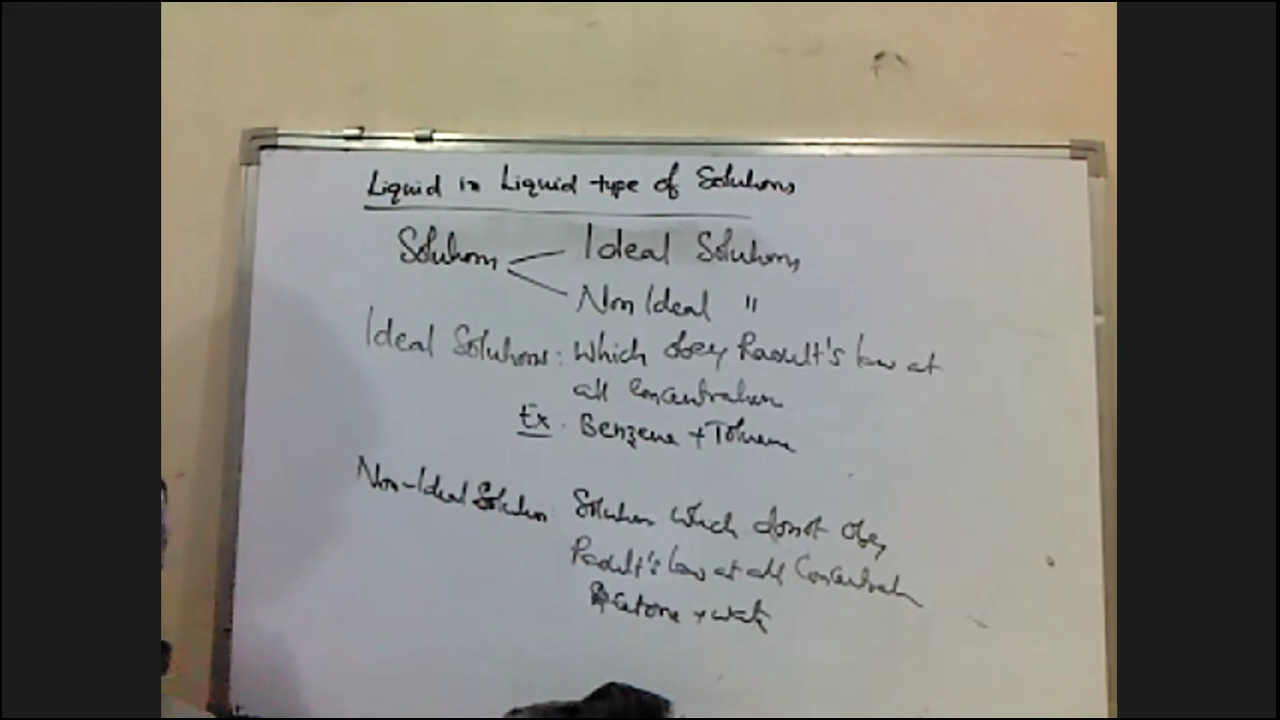 Liquid in Liquid type of Solutions
Solutions
Ideal Solutions
Non Ideal "
Ideal Solutions: Which obey Raoult's law at
all Concentration
Ex. Benzene + Toluene
Non-Ideal Solution: Solution which donot obey
Raoult's law at all Concentration
Acetone + water